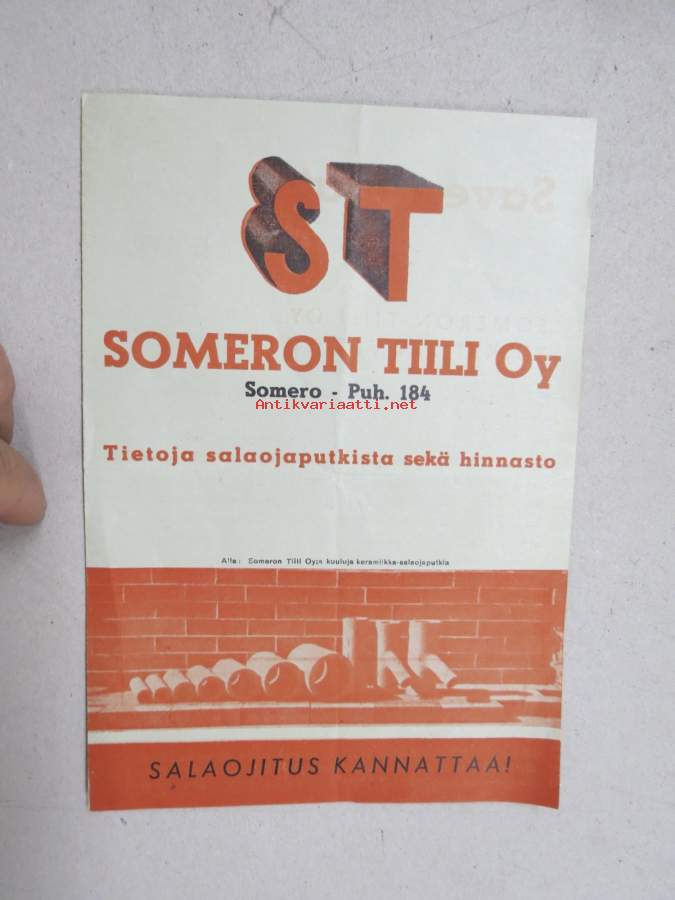 ST
SOMERON TIILI Oy
Somero - Puh. 184
Antikvariaatti.net
Tietoja salaojaputkista sekä hinnasto
Alla: Someron Tiili Oy:n kuuluja keramiikka-salaojaputkia
SALAOJITUS KANNATTAA!